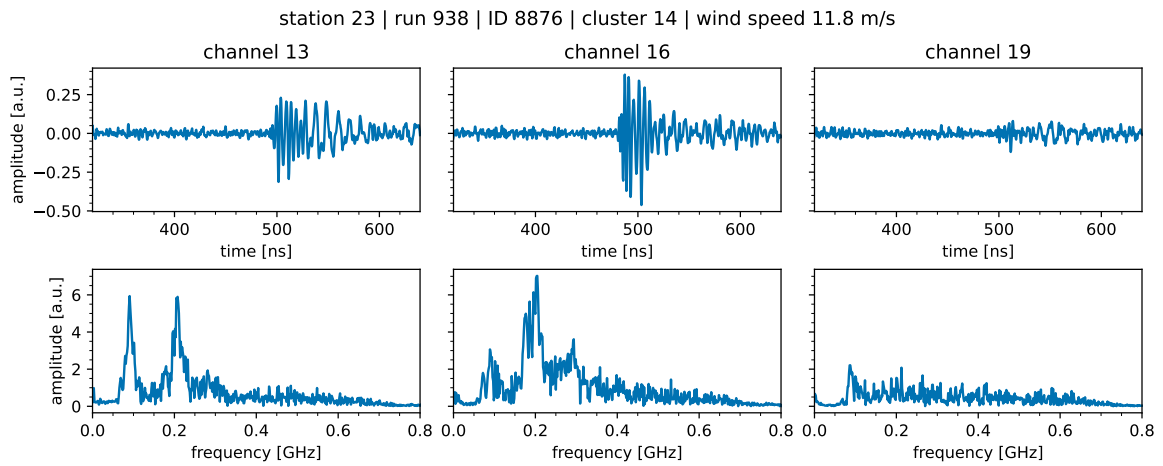 station 23 | run 938 | ID 8876 | cluster 14 | wind speed 11.8 m/s
channel 13 channel 16 channel 19
amplitude [a.u.]
0.25
0.00
−0.25
−0.50
400 500 600 400 500 600 400 500 600
time [ns] time [ns] time [ns]
amplitude [a.u.]
6
4
2
0
0.0 0.2 0.4 0.6 0.8 0.0 0.2 0.4 0.6 0.8 0.0 0.2 0.4 0.6 0.8
frequency [GHz] frequency [GHz] frequency [GHz]